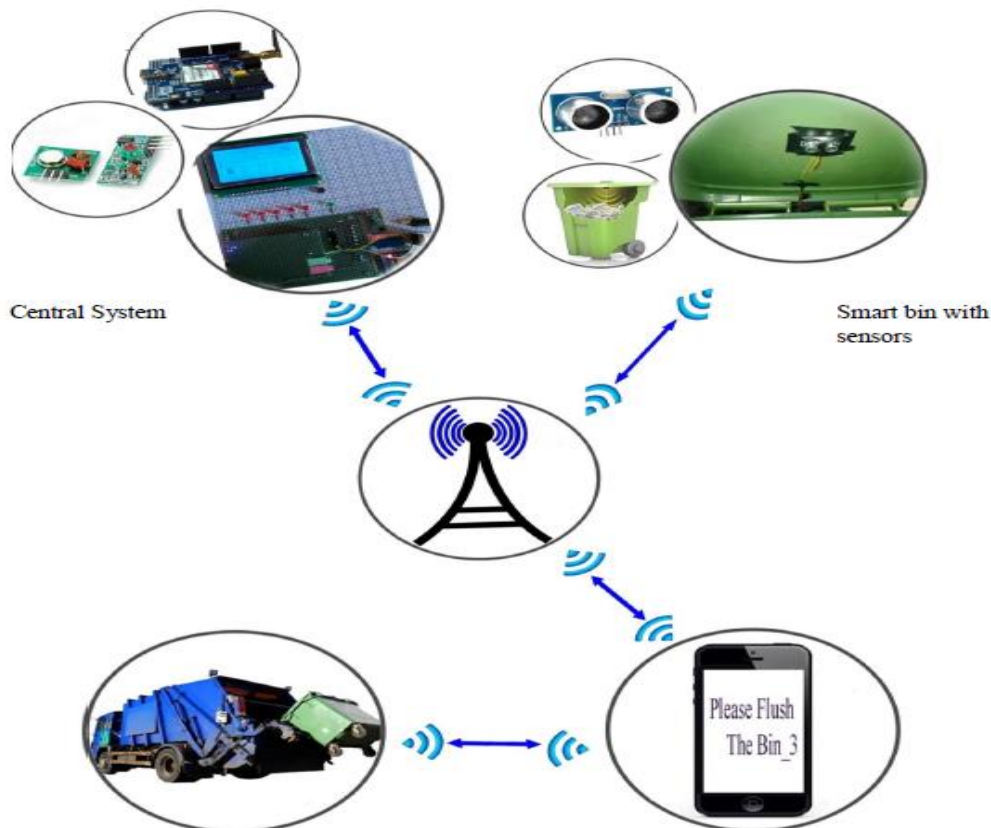 Central System
Smart bin with
sensors
Please Flush
The Bin_3